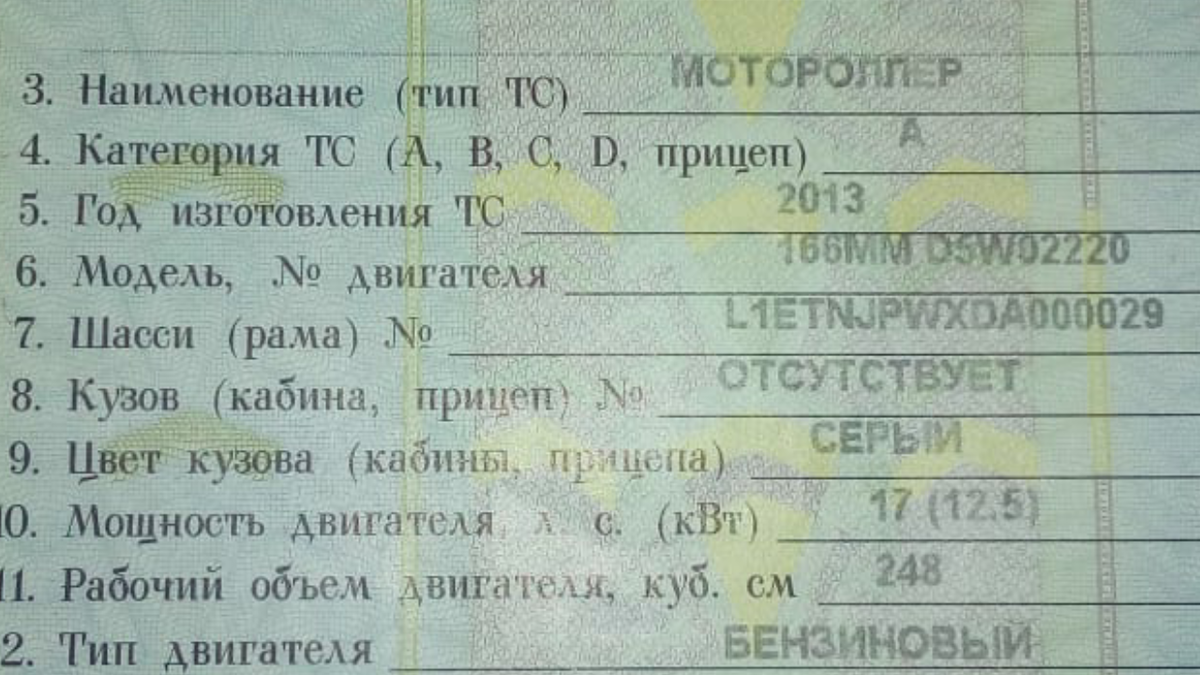 3. Наименование (тип ТС) МОТОРОЛЛЕР
4. Категория ТС (А, В, С, D, прицеп) А
5. Год изготовления ТС 2013
6. Модель, № двигателя 166MM D5W02220
7. Шасси (рама) № L1ETNJPWXDA000029
8. Кузов (кабина, прицеп) № ОТСУТСТВУЕТ
9. Цвет кузова (кабины, прицепа) СЕРЫЙ
10. Мощность двигателя, л. с. (кВт) 17 (12.5)
11. Рабочий объем двигателя, куб. см 248
2. Тип двигателя БЕНЗИНОВЫЙ